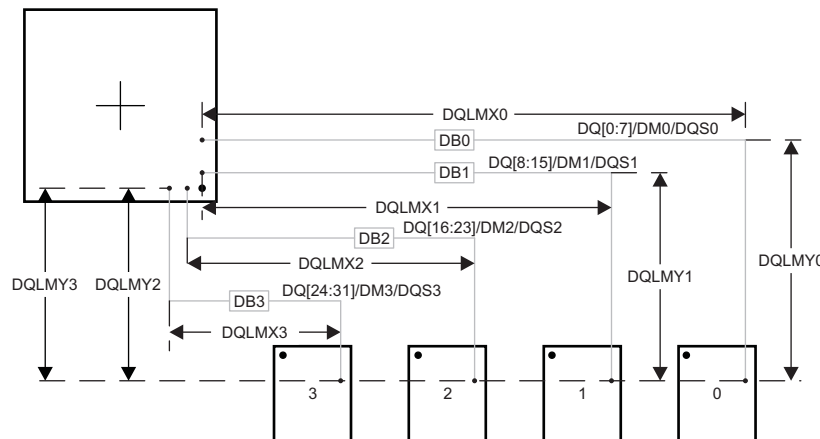 DQLMX0
DQ[0:7]/DM0/DQS0
DB0
DQ[8:15]/DM1/DQS1
DB1
DQLMX1
DQ[16:23]/DM2/DQS2
DB2
DQLMX2
DQLMY3
DQLMY2
DQLMY1
DQLMY0
DQ[24:31]/DM3/DQS3
DB3
DQLMX3
3
2
1
0